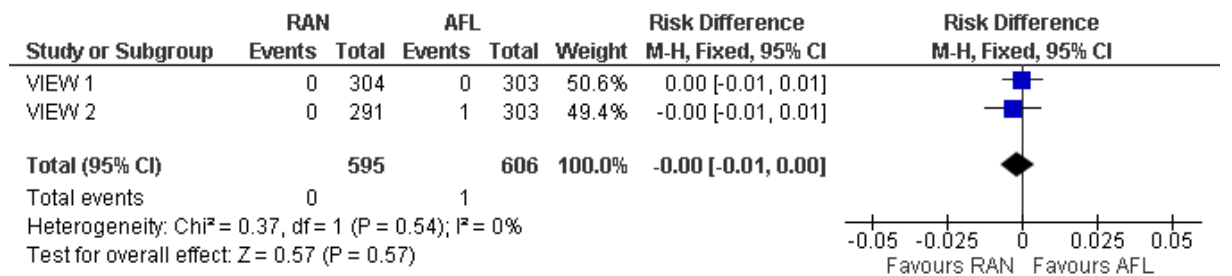 RAN AFL Risk Difference Risk Difference
Study or Subgroup Events Total Events Total Weight M-H, Fixed, 95% CI M-H, Fixed, 95% CI
VIEW 1 0 304 0 303 50.6% 0.00 [-0.01, 0.01]
VIEW 2 0 291 1 303 49.4% -0.00 [-0.01, 0.01]
Total (95% CI) 595 606 100.0% -0.00 [-0.01, 0.00]
Total events 0 1
Heterogeneity: Chi² = 0.37, df = 1 (P = 0.54); I² = 0%
Test for overall effect: Z = 0.57 (P = 0.57)
-0.05 -0.025 0 0.025 0.05
Favours RAN Favours AFL